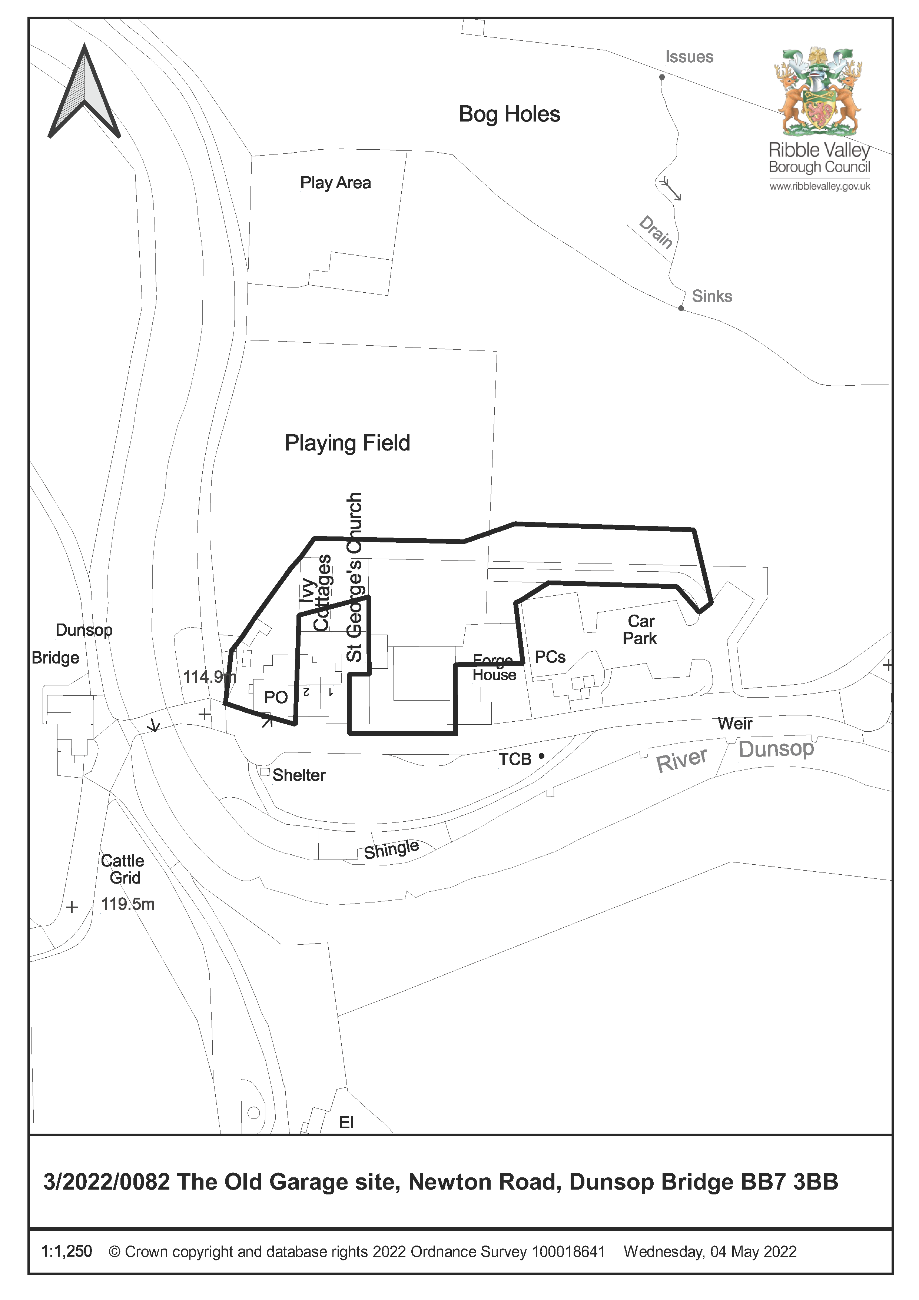 Issues
Bog Holes
Ribble Valley
Borough Council
www.ribblevalley.gov.uk
Play Area
Drain
Sinks
Playing Field
St George's Church
Ivy
Cottages
Dunsop
Bridge
Car
Park
114.9m
PO
2
1
Forge
House
PCs
Weir
River Dunsop
TCB
Shelter
Shingle
Cattle
Grid
119.5m
El
3/2022/0082 The Old Garage site, Newton Road, Dunsop Bridge BB7 3BB
1:1,250 © Crown copyright and database rights 2022 Ordnance Survey 100018641 Wednesday, 04 May 2022